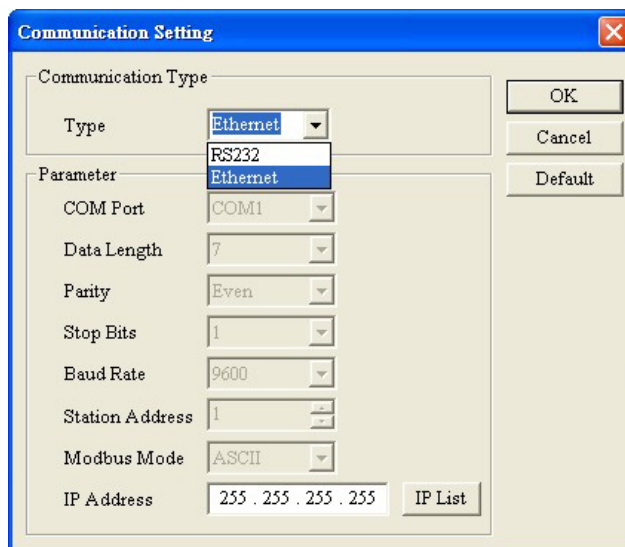 Communication Setting
Communication Type
Type Ethernet
RS232
Ethernet
OK
Cancel
Default
Parameter
COM Port COM1
Data Length 7
Parity Even
Stop Bits 1
Baud Rate 9600
Station Address 1
Modbus Mode ASCII
IP Address 255 . 255 . 255 . 255 IP List